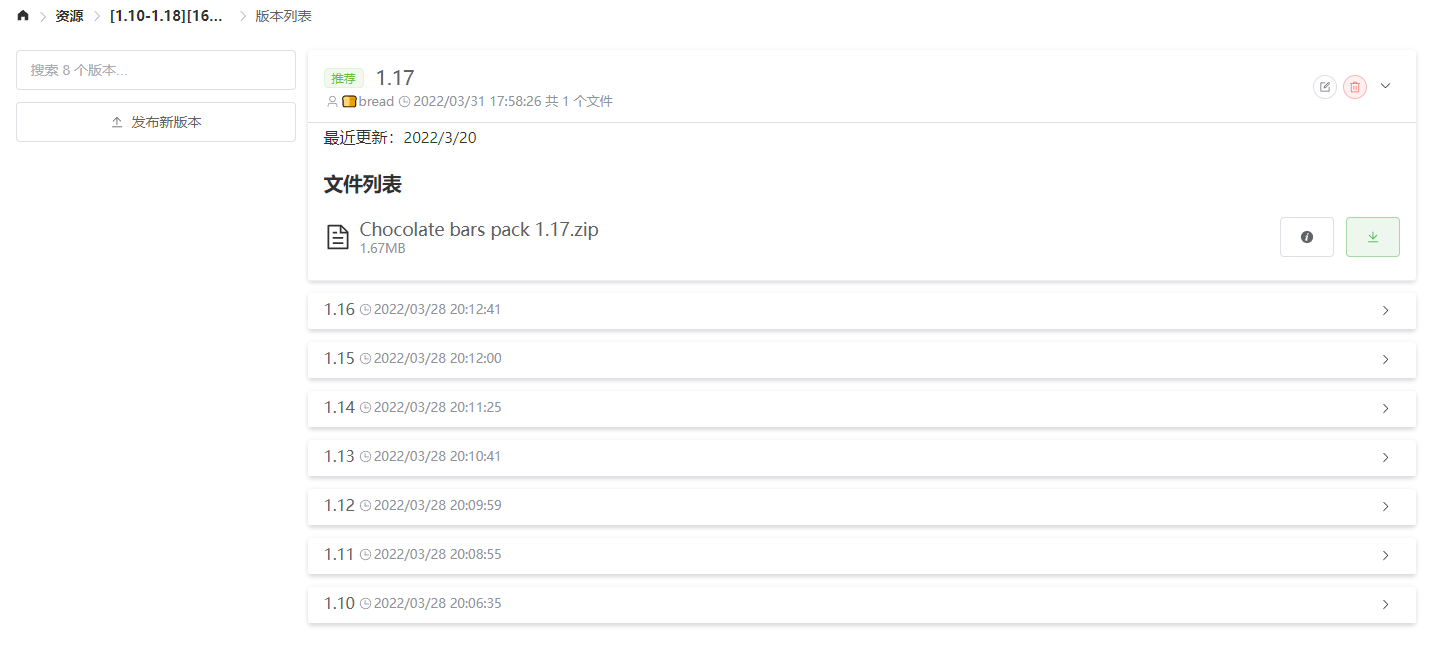 资源 [1.10-1.18][16... 版本列表
搜索 8 个版本...
发布新版本
推荐 1.17
bread 2022/03/31 17:58:26 共 1 个文件
最近更新：2022/3/20
文件列表
Chocolate bars pack 1.17.zip
1.67MB
1.16 2022/03/28 20:12:41
1.15 2022/03/28 20:12:00
1.14 2022/03/28 20:11:25
1.13 2022/03/28 20:10:41
1.12 2022/03/28 20:09:59
1.11 2022/03/28 20:08:55
1.10 2022/03/28 20:06:35